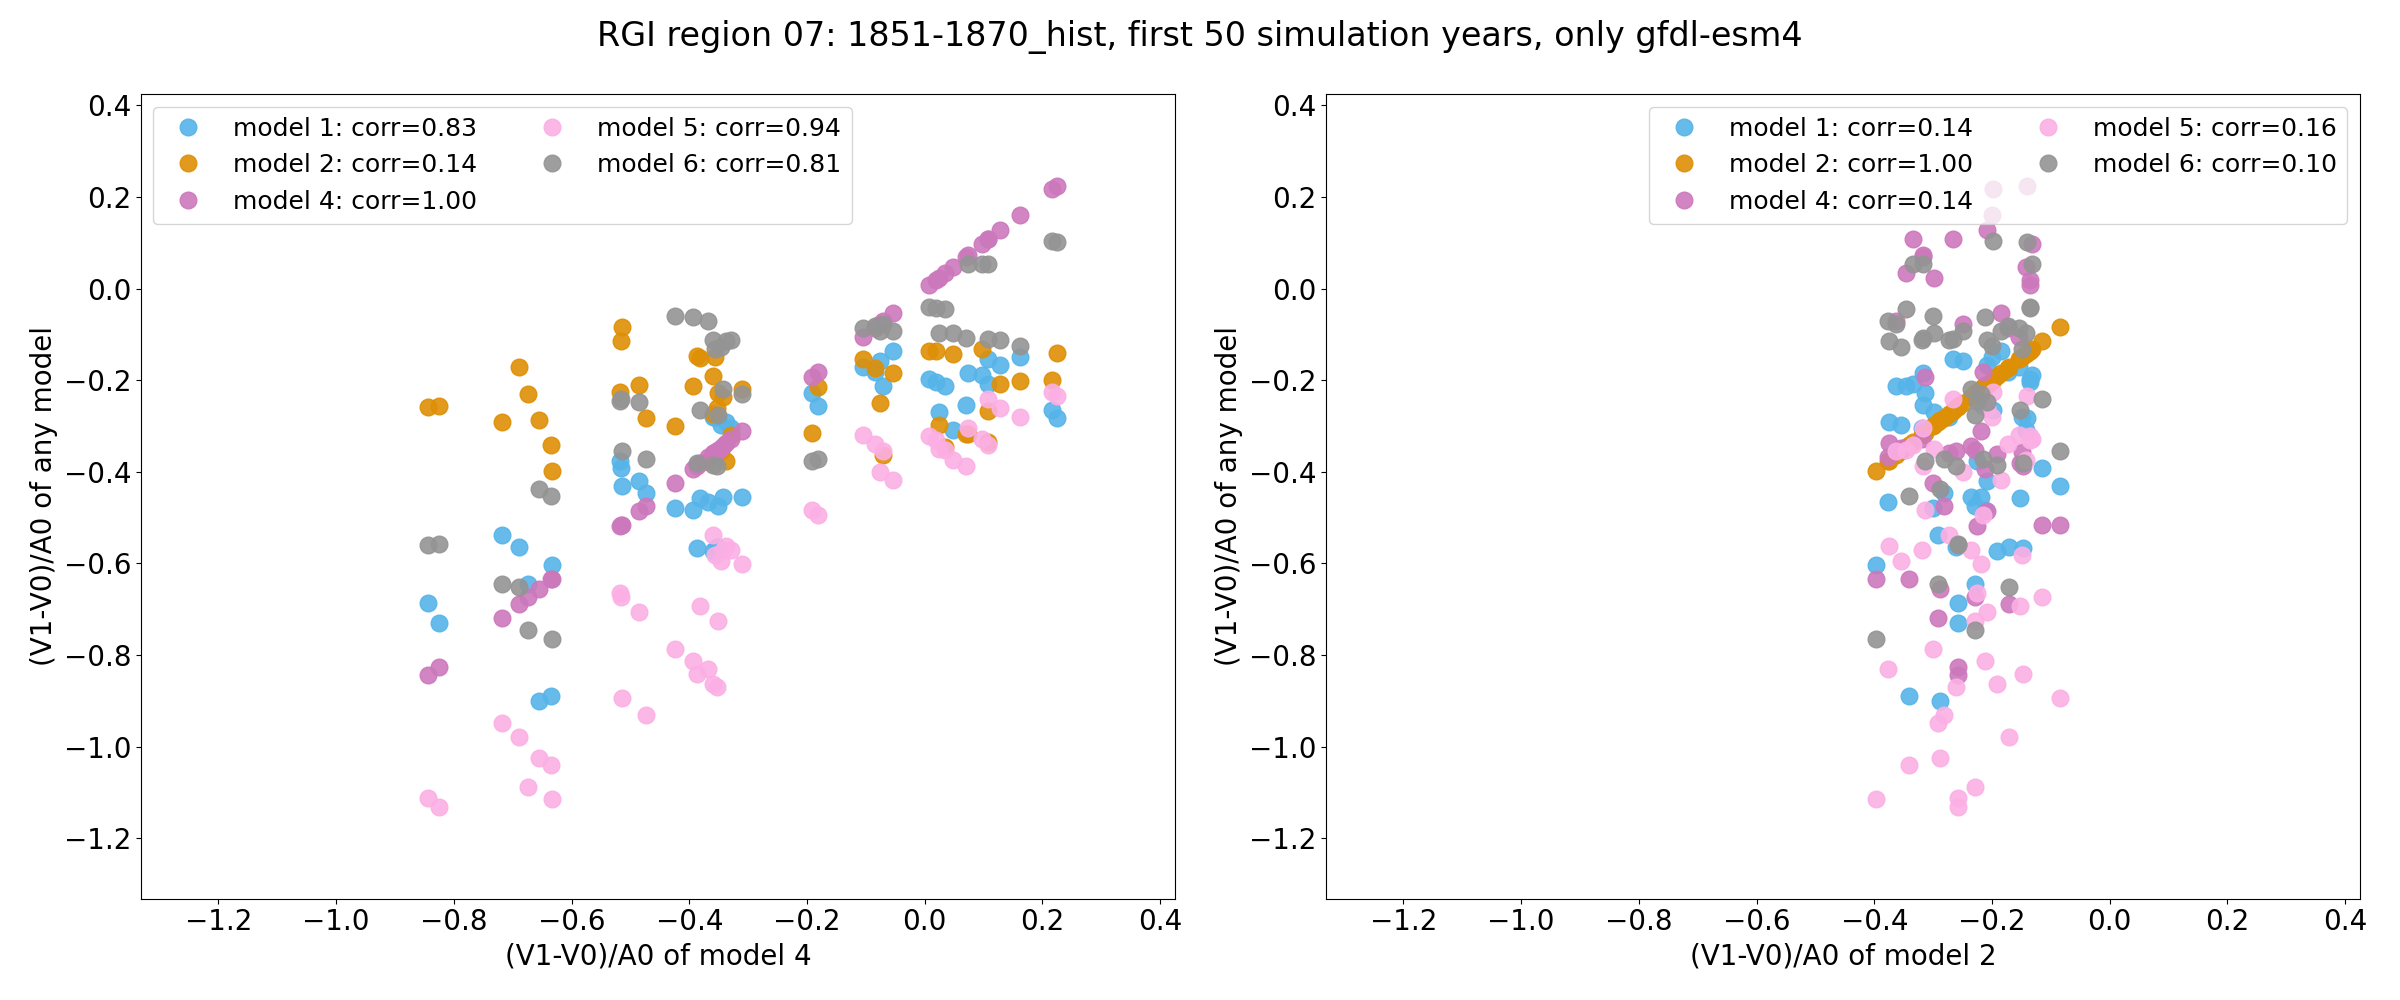 RGI region 07: 1851-1870_hist, first 50 simulation years, only gfdl-esm4
model 1: corr=0.83
model 2: corr=0.14
model 4: corr=1.00
model 5: corr=0.94
model 6: corr=0.81
0.4
0.2
0.0
−0.2
−0.4
−0.6
−0.8
−1.0
−1.2
(V1-V0)/A0 of any model
−1.2 −1.0 −0.8 −0.6 −0.4 −0.2 0.0 0.2 0.4
(V1-V0)/A0 of model 4
model 1: corr=0.14
model 2: corr=1.00
model 4: corr=0.14
model 5: corr=0.16
model 6: corr=0.10
0.4
0.2
0.0
−0.2
−0.4
−0.6
−0.8
−1.0
−1.2
(V1-V0)/A0 of any model
−1.2 −1.0 −0.8 −0.6 −0.4 −0.2 0.0 0.2 0.4
(V1-V0)/A0 of model 2